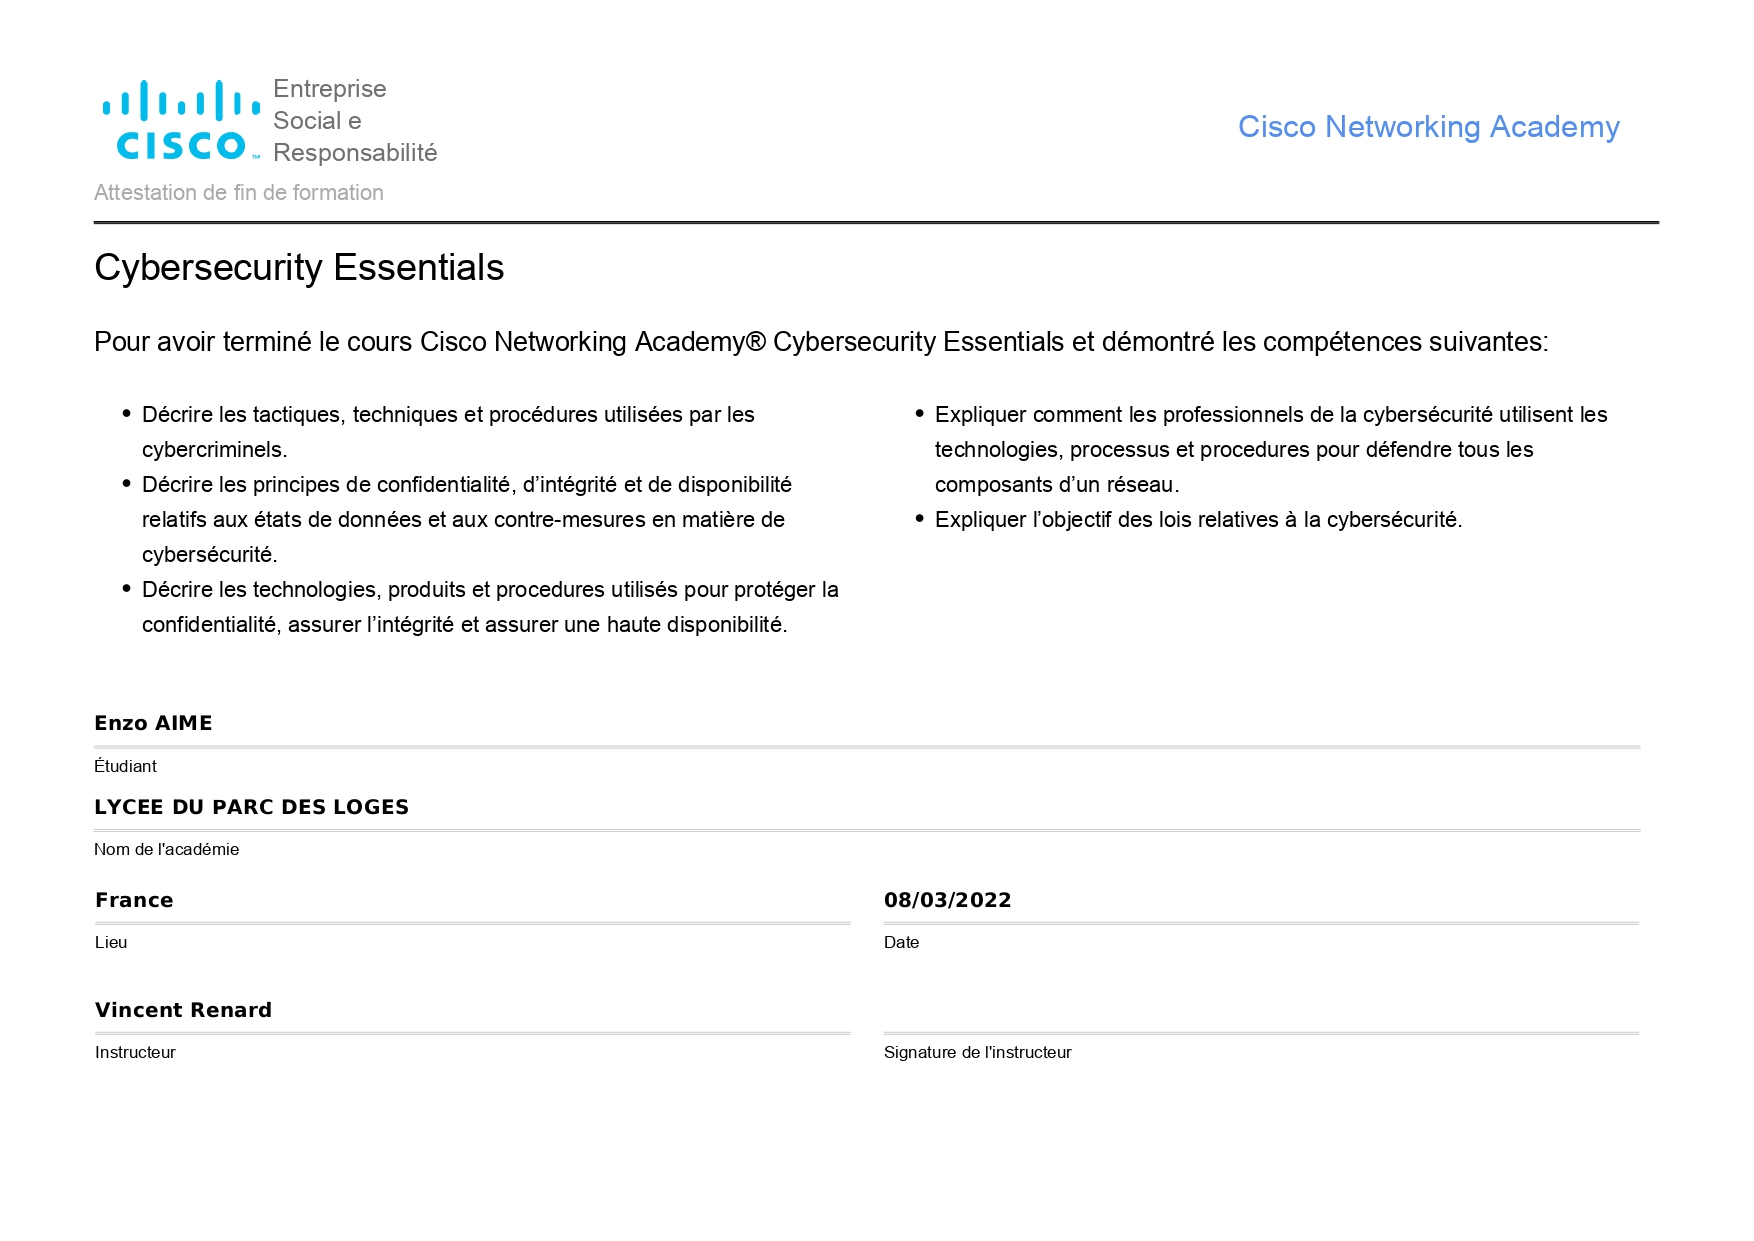 CISCO™
Entreprise
Social e
Responsabilité
Cisco Networking Academy
Attestation de fin de formation
Cybersecurity Essentials
Pour avoir terminé le cours Cisco Networking Academy® Cybersecurity Essentials et démontré les compétences suivantes:
• Décrire les tactiques, techniques et procédures utilisées par les
cybercriminels.
• Décrire les principes de confidentialité, d’intégrité et de disponibilité
relatifs aux états de données et aux contre-mesures en matière de
cybersécurité.
• Décrire les technologies, produits et procedures utilisés pour protéger la
confidentialité, assurer l’intégrité et assurer une haute disponibilité.
• Expliquer comment les professionnels de la cybersécurité utilisent les
technologies, processus et procedures pour défendre tous les
composants d’un réseau.
• Expliquer l’objectif des lois relatives à la cybersécurité.
Enzo AIME
Étudiant
LYCEE DU PARC DES LOGES
Nom de l'académie
France
Lieu
08/03/2022
Date
Vincent Renard
Instructeur
Signature de l'instructeur